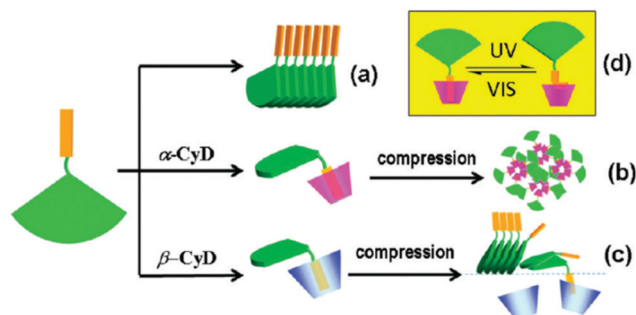 (a)
UV
VIS
(d)
α-CyD
compression
(b)
β–CyD
compression
(c)